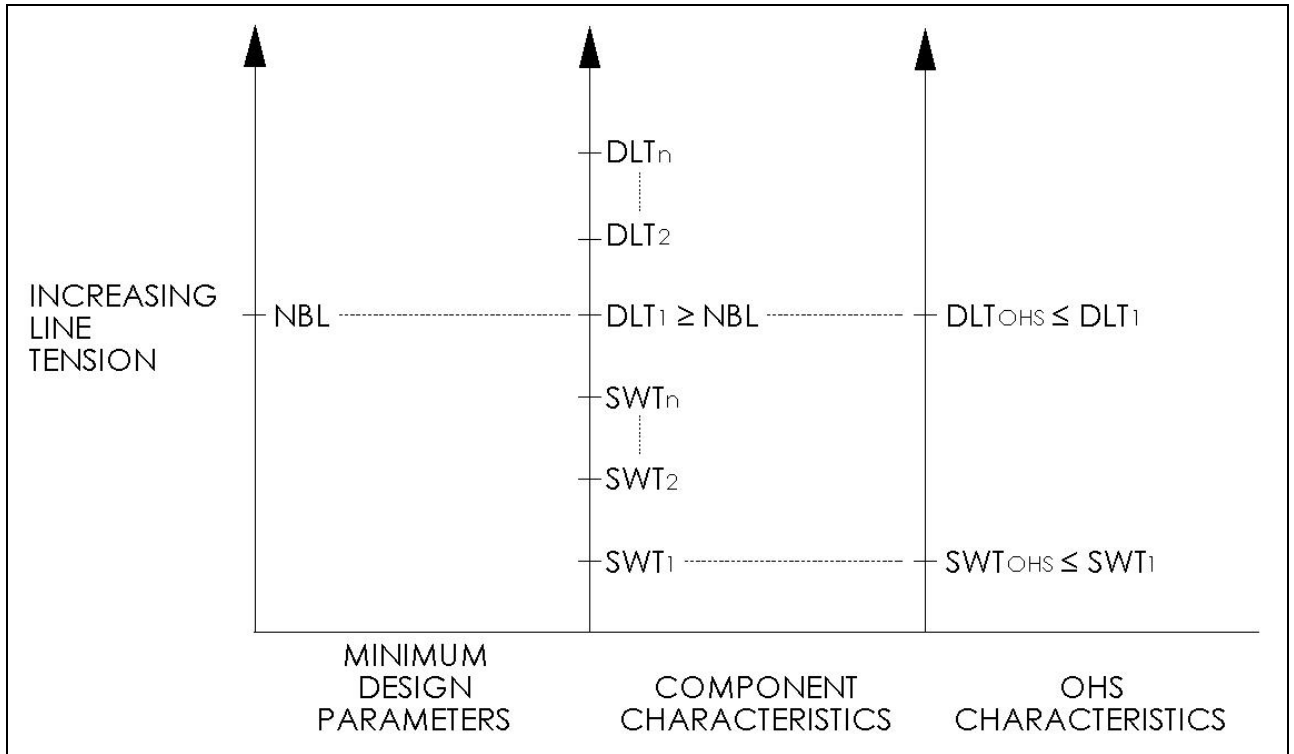 DLTn
DLT2
INCREASING
LINE
TENSION
NBL
DLT1 ≥ NBL
DLTOHS ≤ DLT1
SWTn
SWT2
SWT1
SWTOHS ≤ SWT1
MINIMUM
DESIGN
PARAMETERS
COMPONENT
CHARACTERISTICS
OHS
CHARACTERISTICS